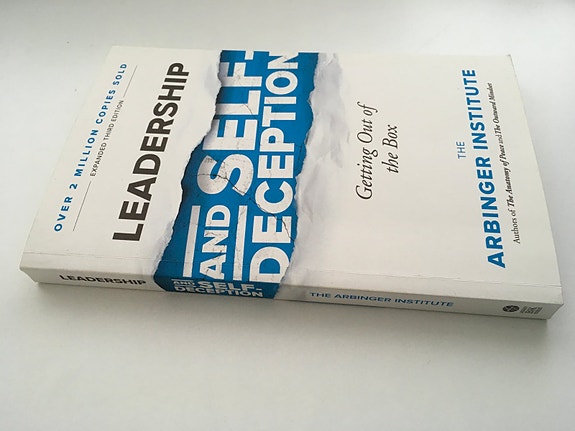 OVER 2 MILLION COPIES SOLD
EXPANDED THIRD EDITION
LEADERSHIP
AND SELF-
DECEPTION
Getting Out of
the Box
THE
ARBINGER INSTITUTE
Authors of The Anatomy of Peace and The Outward Mindset
LEADERSHIP
AND SELF-
DECEPTION
THE ARBINGER INSTITUTE